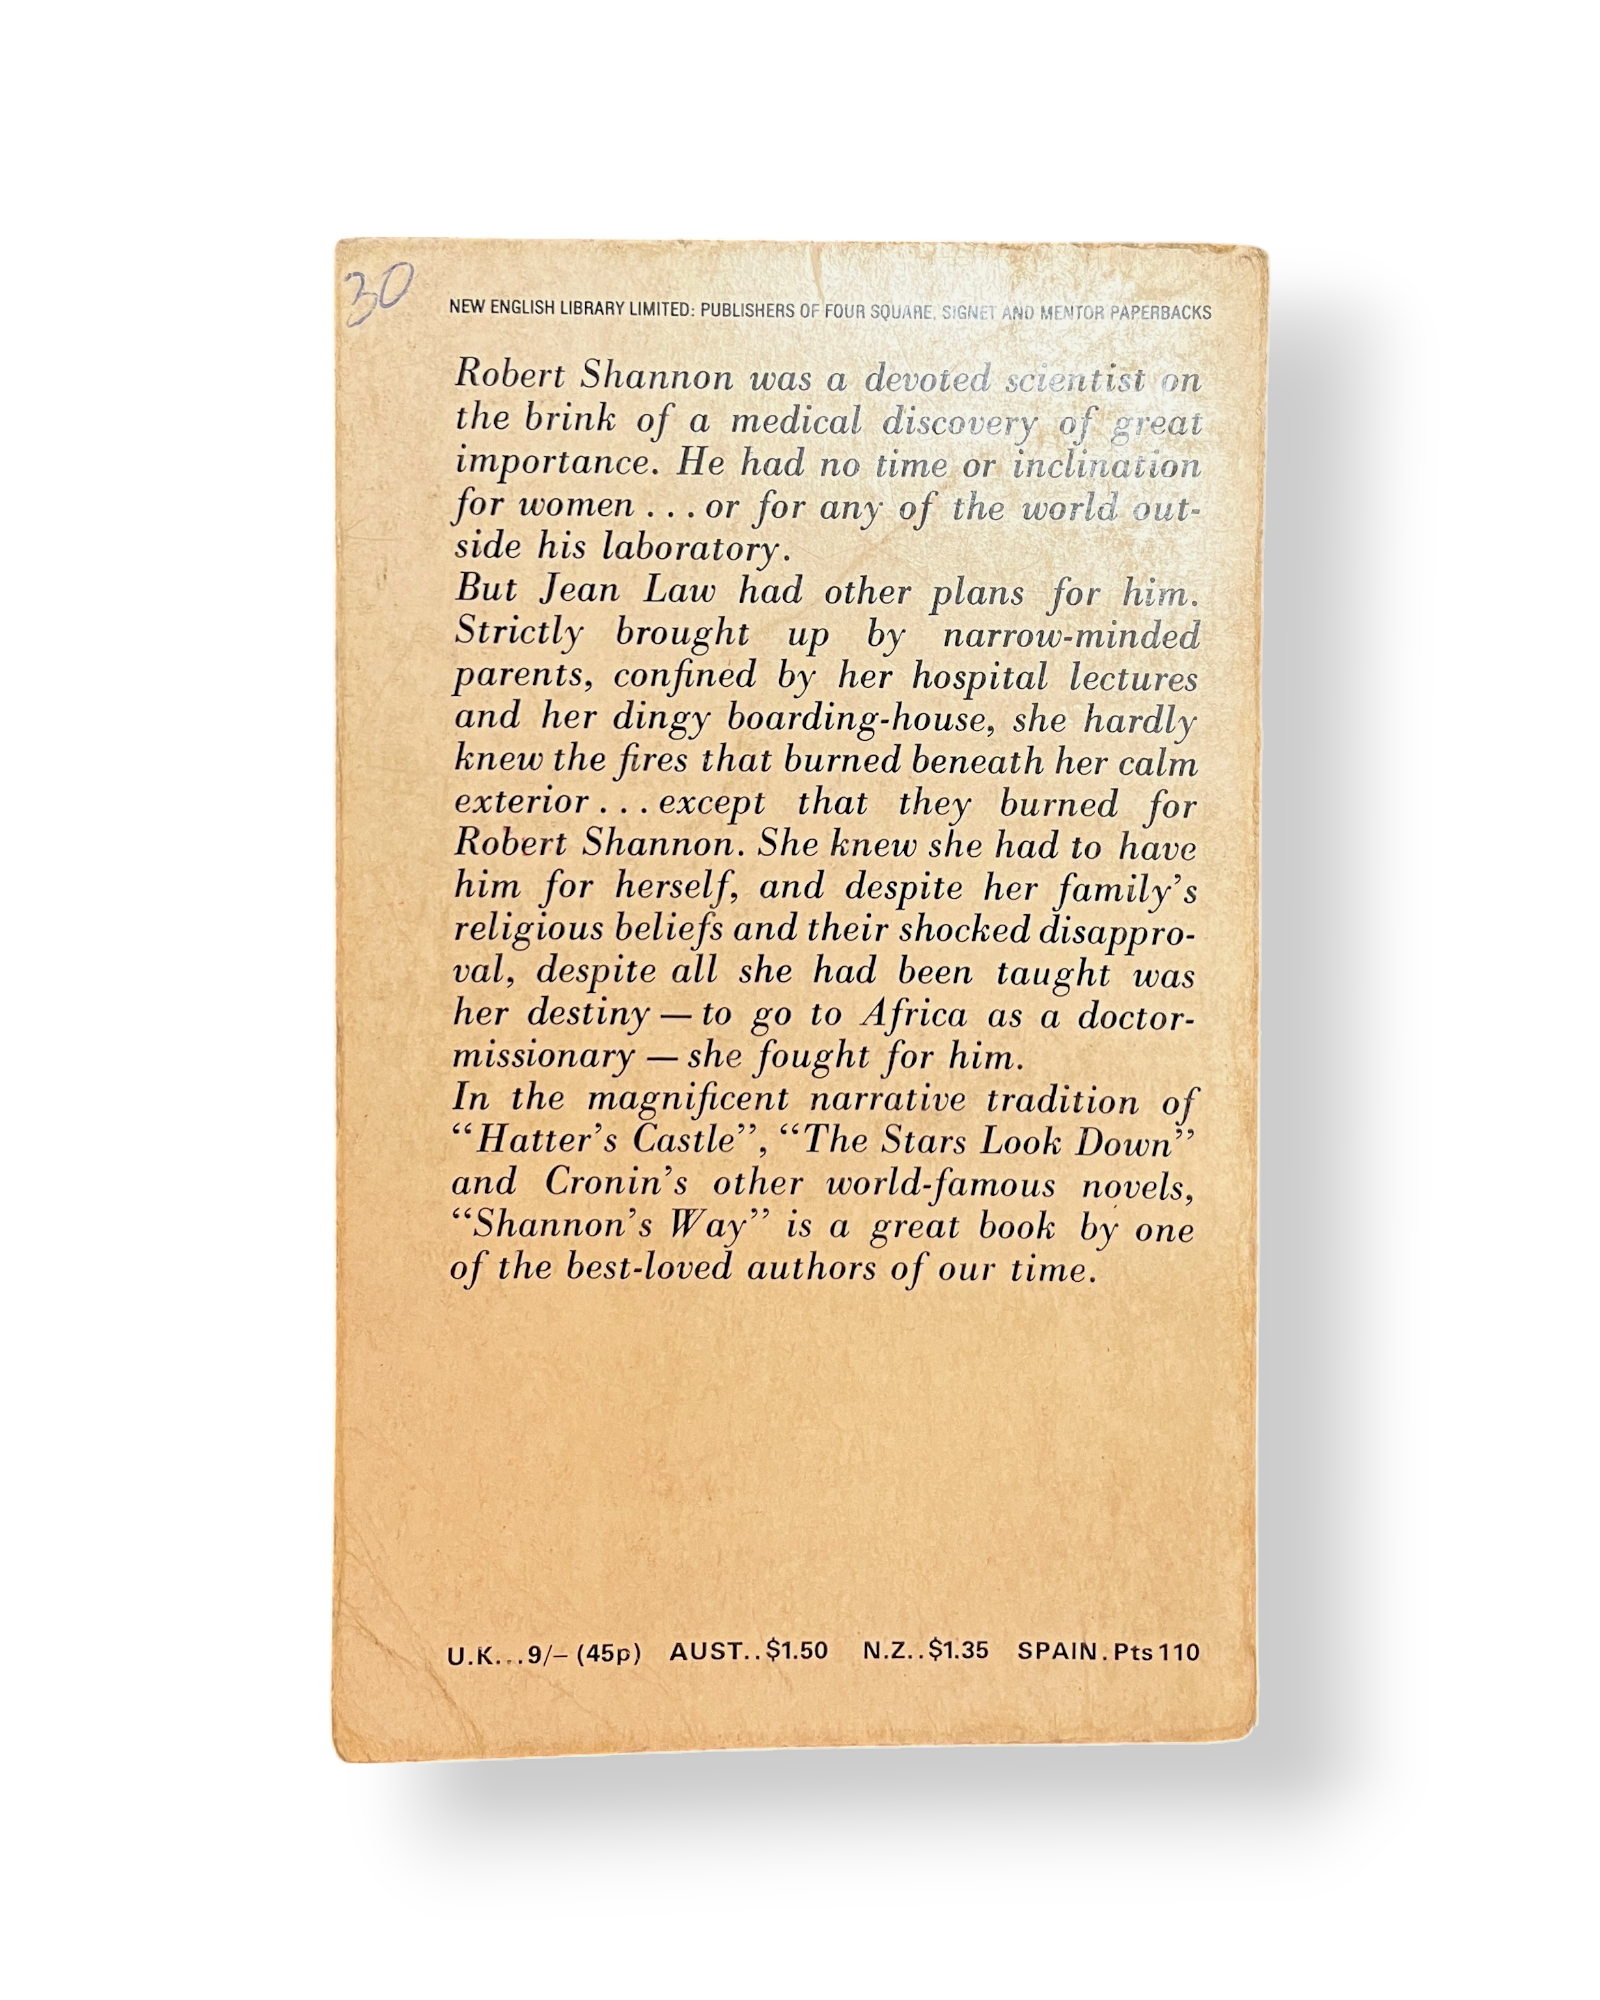 30
NEW ENGLISH LIBRARY LIMITED: PUBLISHERS OF FOUR SQUARE, SIGNET AND MENTOR PAPERBACKS
Robert Shannon was a devoted scientist on
the brink of a medical discovery of great
importance. He had no time or inclination
for women ... or for any of the world out-
side his laboratory.
But Jean Law had other plans for him.
Strictly brought up by narrow-minded
parents, confined by her hospital lectures
and her dingy boarding-house, she hardly
knew the fires that burned beneath her calm
exterior ... except that they burned for
Robert Shannon. She knew she had to have
him for herself, and despite her family's
religious beliefs and their shocked disappro-
val, despite all she had been taught was
her destiny — to go to Africa as a doctor-
missionary — she fought for him.
In the magnificent narrative tradition of
“Hatter's Castle”, “The Stars Look Down”
and Cronin's other world-famous novels,
“Shannon's Way” is a great book by one
of the best-loved authors of our time.
U.K...9/– (45p) AUST..$1.50 N.Z..$1.35 SPAIN.Pts 110